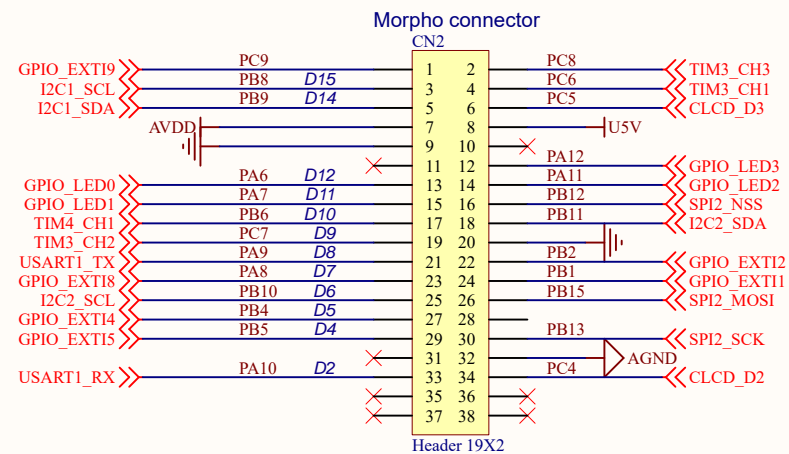 Morpho connector
CN2
GPIO_EXTI9 PC9 1 2 PC8 TIM3_CH3
I2C1_SCL PB8 D15 3 4 PC6 TIM3_CH1
I2C1_SDA PB9 D14 5 6 PC5 CLCD_D3
AVDD 7 8 U5V
9 10
11 12 PA12 GPIO_LED3
GPIO_LED0 PA6 D12 13 14 PA11 GPIO_LED2
GPIO_LED1 PA7 D11 15 16 PB12 SPI2_NSS
TIM4_CH1 PB6 D10 17 18 PB11 I2C2_SDA
TIM3_CH2 PC7 D9 19 20
USART1_TX PA9 D8 21 22 PB2 GPIO_EXTI2
GPIO_EXTI8 PA8 D7 23 24 PB1 GPIO_EXTI1
I2C2_SCL PB10 D6 25 26 PB15 SPI2_MOSI
GPIO_EXTI4 PB4 D5 27 28
GPIO_EXTI5 PB5 D4 29 30 PB13 SPI2_SCK
31 32 AGND
USART1_RX PA10 D2 33 34 PC4 CLCD_D2
35 36
37 38
Header 19X2